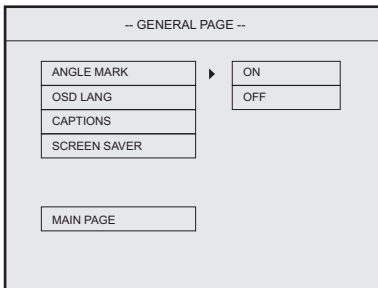 -- GENERAL PAGE --
ANGLE MARK
ON
OSD LANG
OFF
CAPTIONS
SCREEN SAVER
MAIN PAGE